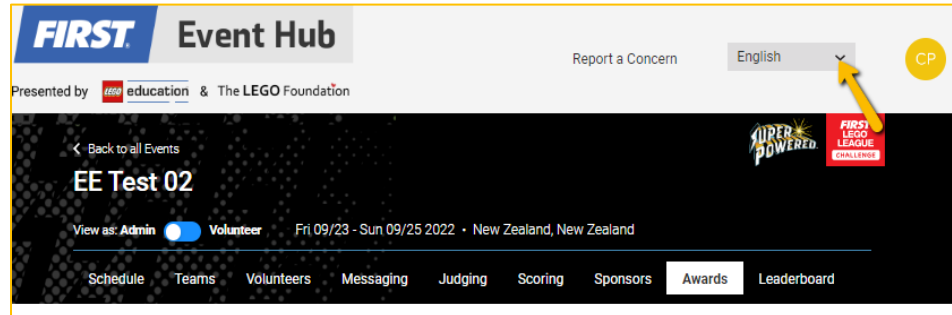 FIRST. Event Hub
Report a Concern
English
CP
Presented by LEGO education & The LEGO Foundation
Back to all Events
SUPER POWERED.
FIRST
LEGO
LEAGUE
CHALLENGE
EE Test 02
View as: Admin Volunteer Fri 09/23 - Sun 09/25 2022 • New Zealand, New Zealand
Schedule Teams Volunteers Messaging Judging Scoring Sponsors Awards Leaderboard